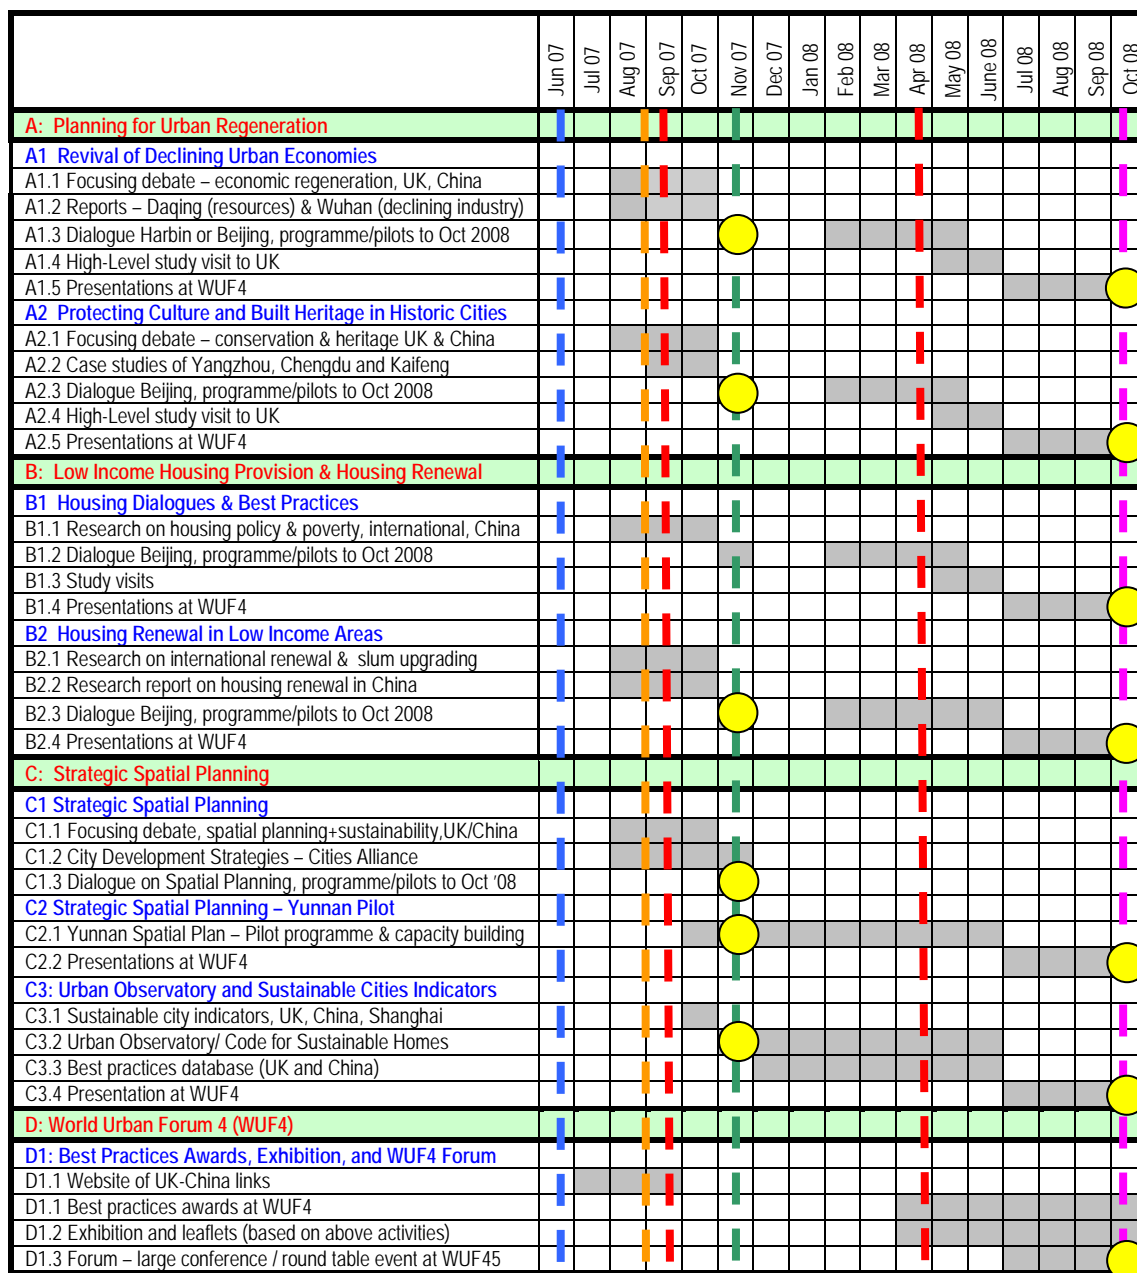 Jun 07
Jul 07
Aug 07
Sep 07
Oct 07
Nov 07
Dec 07
Jan 08
Feb 08
Mar 08
Apr 08
May 08
June 08
Jul 08
Aug 08
Sep 08
Oct 08
A: Planning for Urban Regeneration
A1 Revival of Declining Urban Economies
A1.1 Focusing debate – economic regeneration, UK, China
A1.2 Reports – Daqing (resources) & Wuhan (declining industry)
A1.3 Dialogue Harbin or Beijing, programme/pilots to Oct 2008
A1.4 High-Level study visit to UK
A1.5 Presentations at WUF4
A2 Protecting Culture and Built Heritage in Historic Cities
A2.1 Focusing debate – conservation & heritage UK & China
A2.2 Case studies of Yangzhou, Chengdu and Kaifeng
A2.3 Dialogue Beijing, programme/pilots to Oct 2008
A2.4 High-Level study visit to UK
A2.5 Presentations at WUF4
B: Low Income Housing Provision & Housing Renewal
B1 Housing Dialogues & Best Practices
B1.1 Research on housing policy & poverty, international, China
B1.2 Dialogue Beijing, programme/pilots to Oct 2008
B1.3 Study visits
B1.4 Presentations at WUF4
B2 Housing Renewal in Low Income Areas
B2.1 Research on international renewal & slum upgrading
B2.2 Research report on housing renewal in China
B2.3 Dialogue Beijing, programme/pilots to Oct 2008
B2.4 Presentations at WUF4
C: Strategic Spatial Planning
C1 Strategic Spatial Planning
C1.1 Focusing debate, spatial planning+sustainability,UK/China
C1.2 City Development Strategies – Cities Alliance
C1.3 Dialogue on Spatial Planning, programme/pilots to Oct '08
C2 Strategic Spatial Planning – Yunnan Pilot
C2.1 Yunnan Spatial Plan – Pilot programme & capacity building
C2.2 Presentations at WUF4
C3: Urban Observatory and Sustainable Cities Indicators
C3.1 Sustainable city indicators, UK, China, Shanghai
C3.2 Urban Observatory/ Code for Sustainable Homes
C3.3 Best practices database (UK and China)
C3.4 Presentation at WUF4
D: World Urban Forum 4 (WUF4)
D1: Best Practices Awards, Exhibition, and WUF4 Forum
D1.1 Website of UK-China links
D1.1 Best practices awards at WUF4
D1.2 Exhibition and leaflets (based on above activities)
D1.3 Forum – large conference / round table event at WUF45